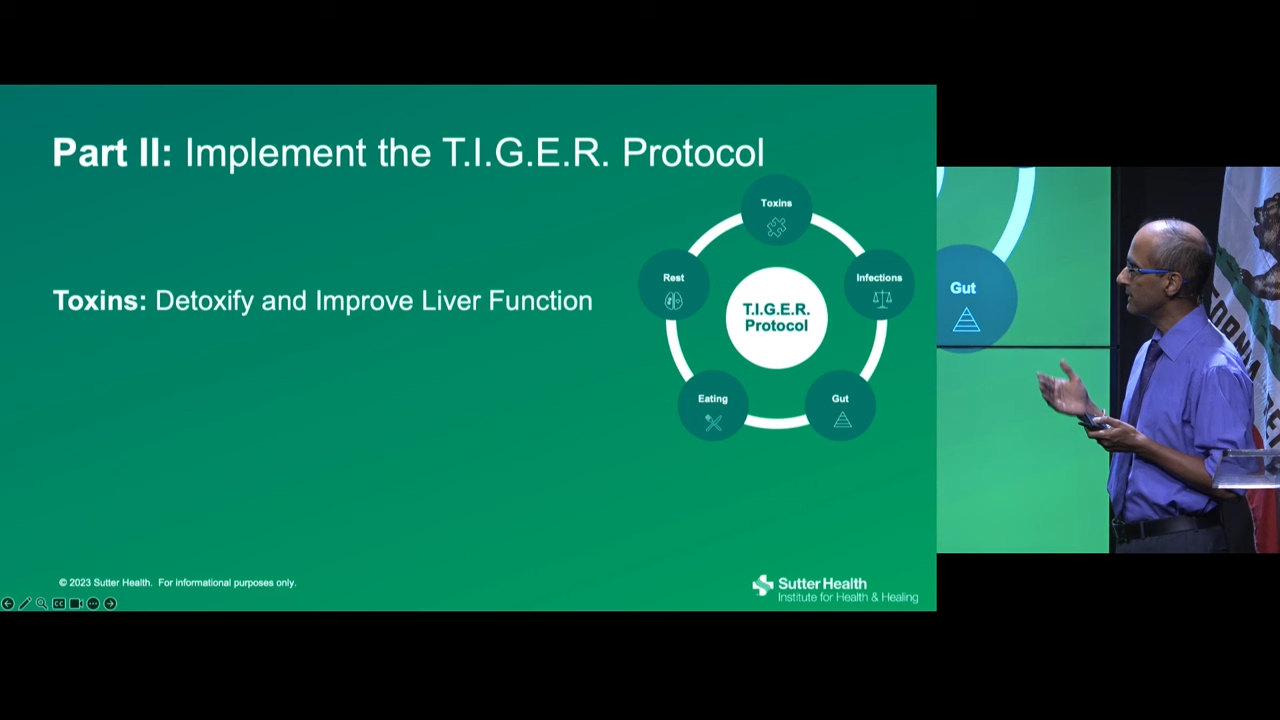 Part II: Implement the T.I.G.E.R. Protocol
Toxins: Detoxify and Improve Liver Function
Toxins
Rest
Infections
T.I.G.E.R.
Protocol
Eating
Gut
© 2023 Sutter Health. For informational purposes only.
CC
Sutter Health
Institute for Health & Healing
Gut